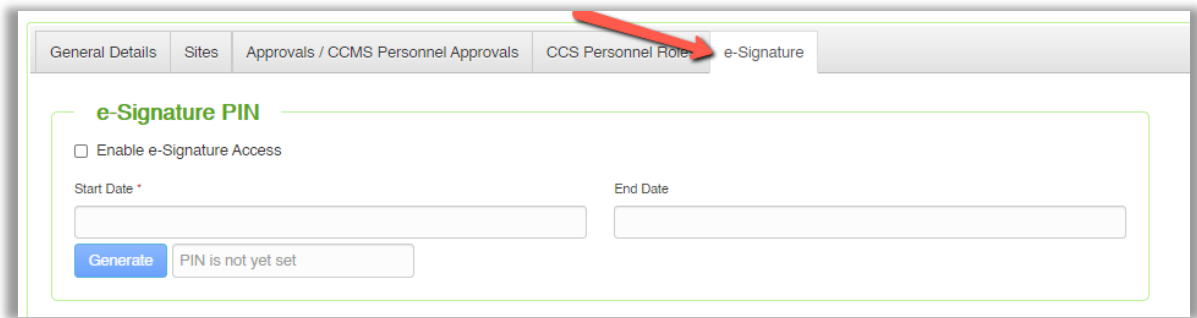 General Details Sites Approvals / CCMS Personnel Approvals CCS Personnel e-Signature
e-Signature PIN
Enable e-Signature Access
Start Date * End Date
Generate PIN is not yet set